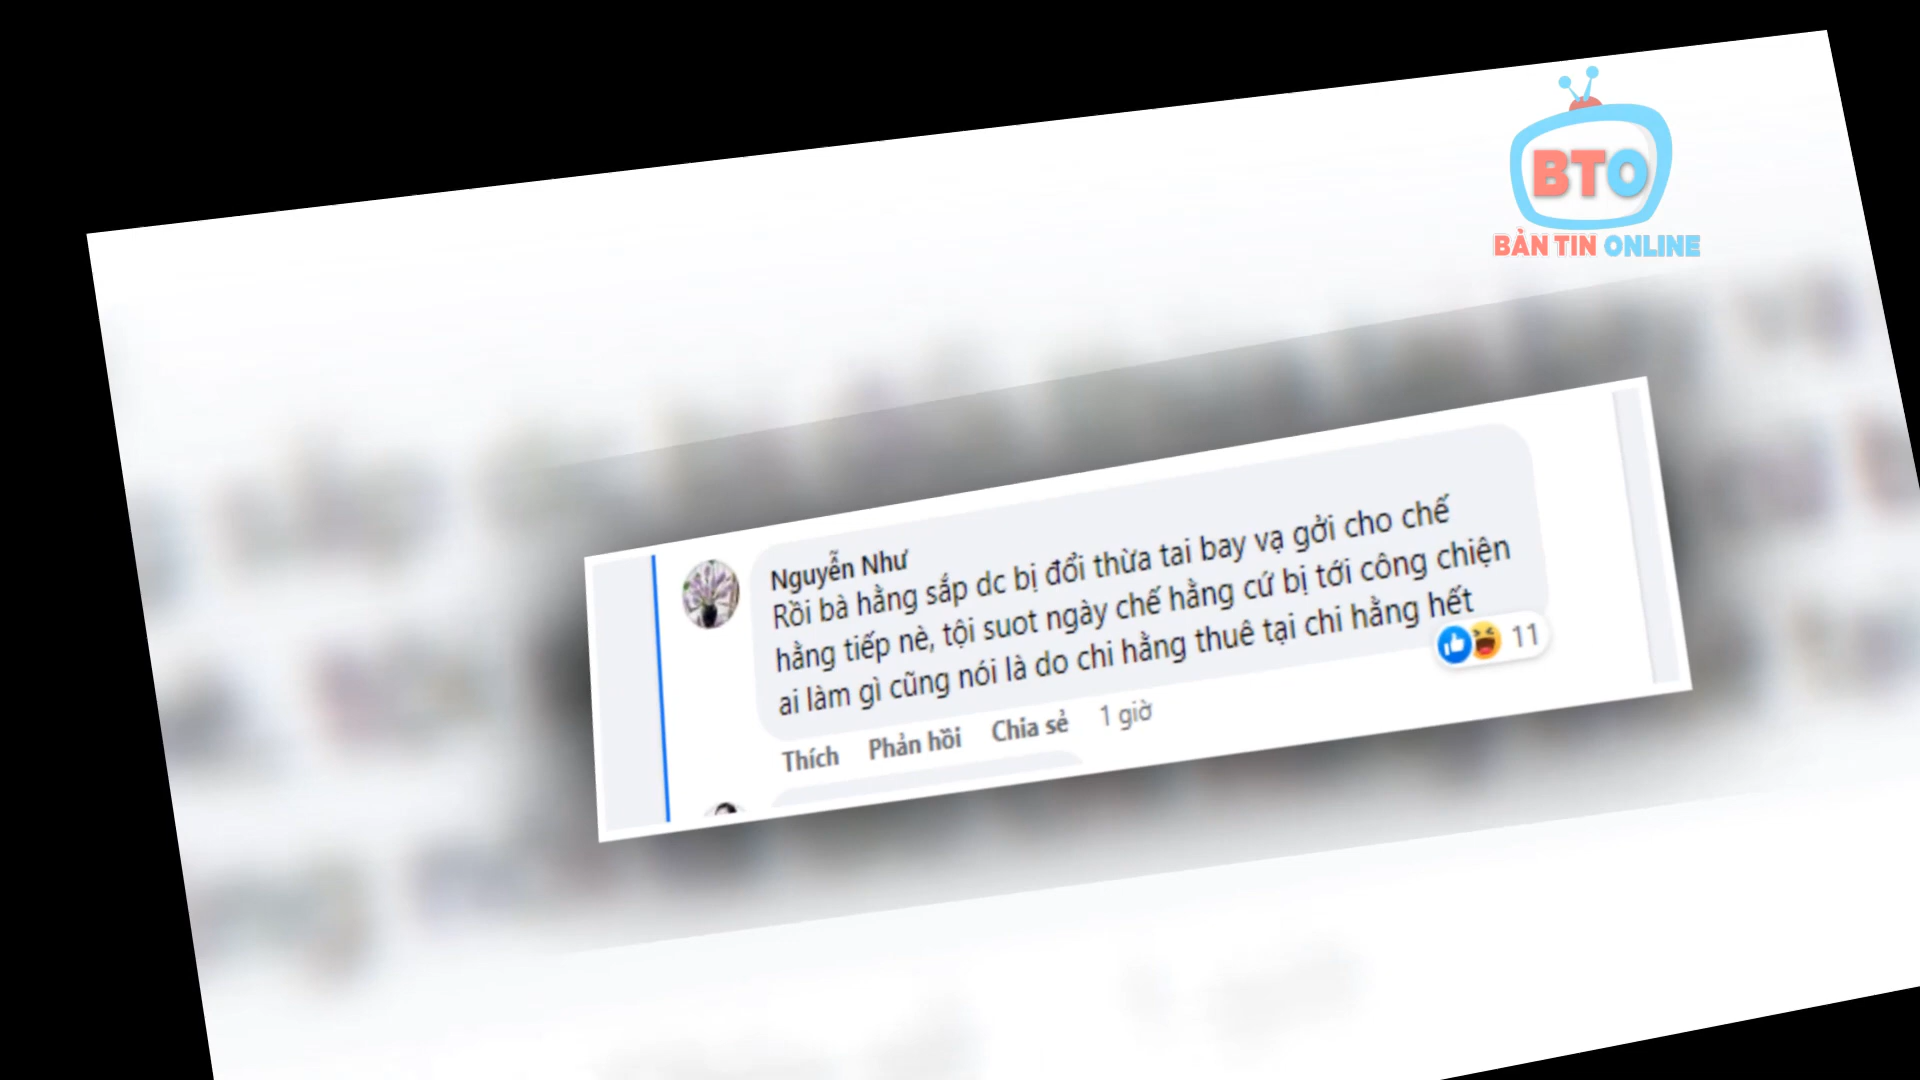 BTO
BẢN TIN ONLINE
Nguyễn Như
Rồi bà hằng sắp dc bị đổi thừa tai bay vạ gởi cho chế
hằng tiếp nè, tội suot ngày chế hằng cứ bị tới công chiện
ai làm gì cũng nói là do chi hằng thuê tại chi hằng hết
11
Thích Phản hồi Chia sẻ 1 giờ